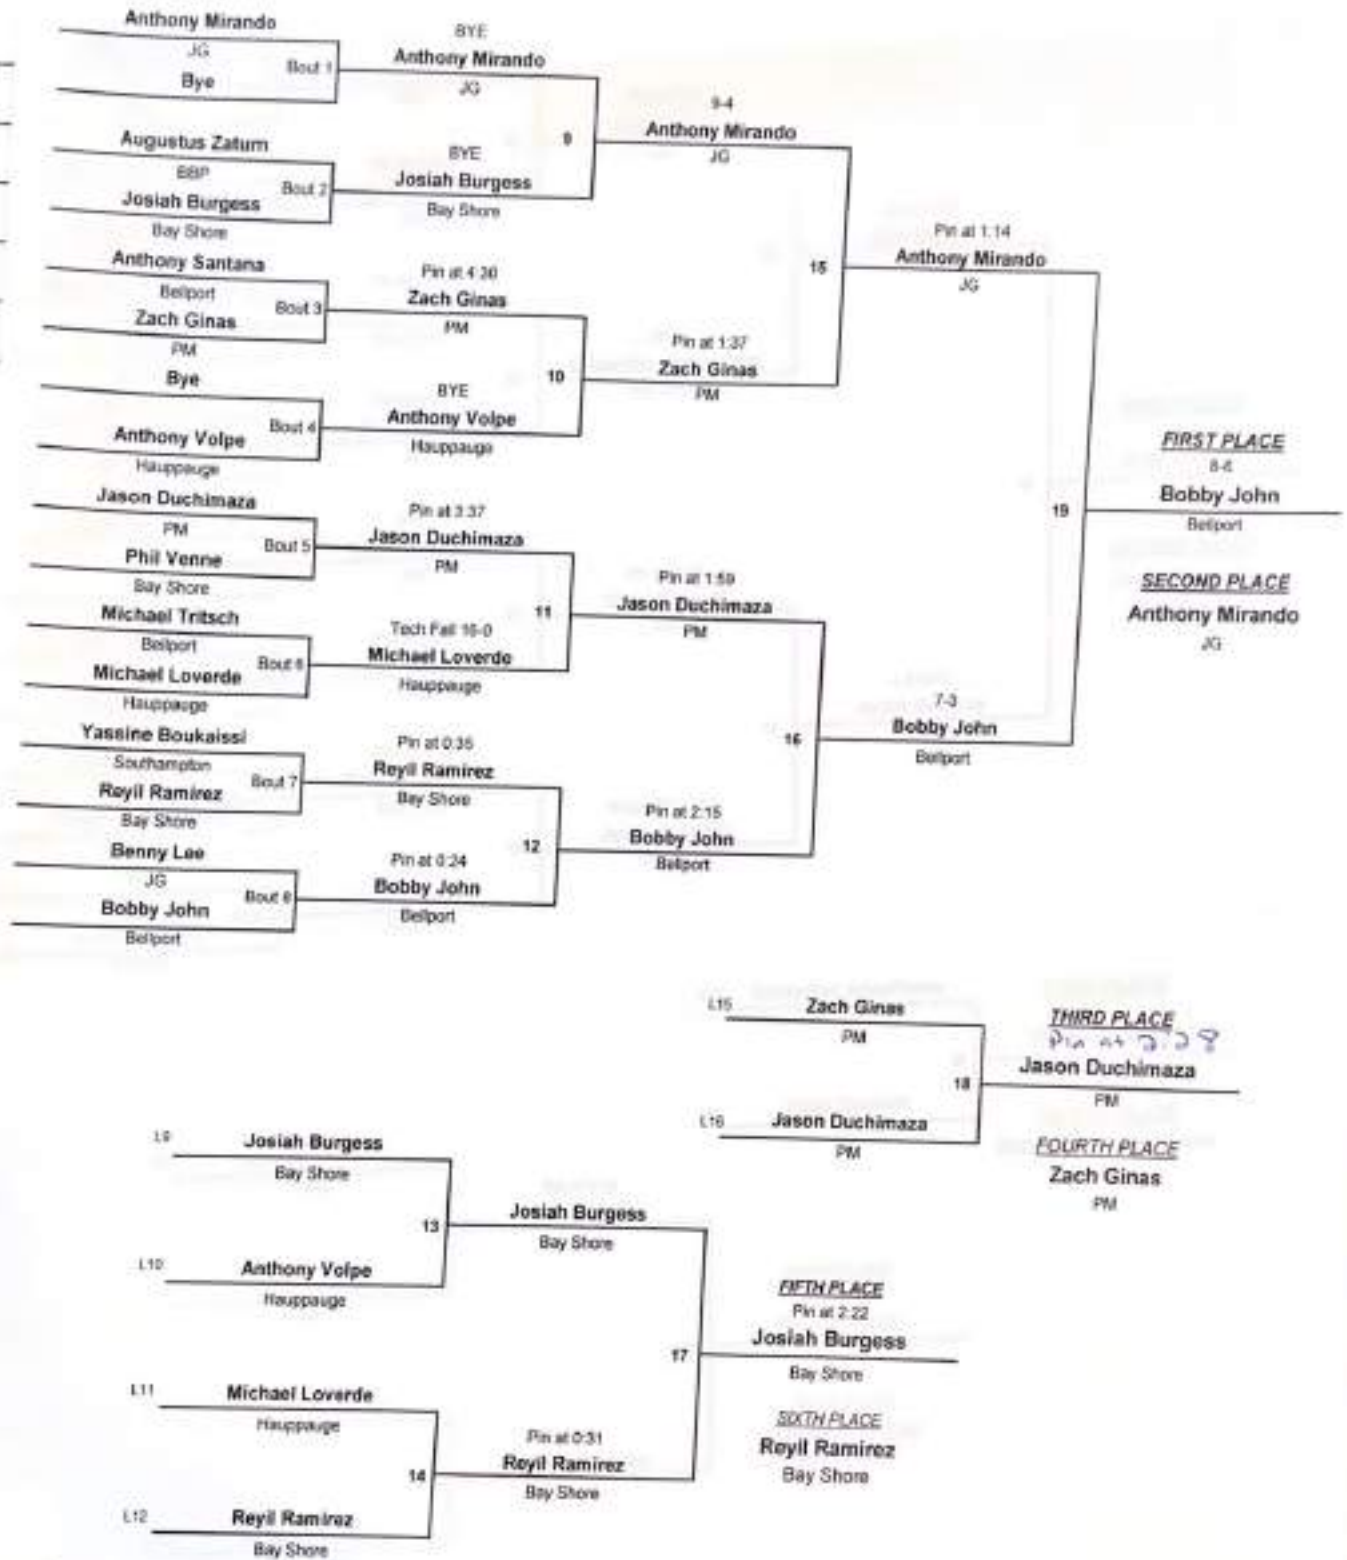 Anthony Mirando
JG
Bout 1
Bye
Augustus Zatum
BBP
Bout 2
Josiah Burgess
Bay Shore
Anthony Santana
Bellport
Bout 3
Zach Ginas
PM
Bye
Bout 4
Anthony Volpe
Hauppauge
Jason Duchimaza
PM
Bout 5
Phil Venne
Bay Shore
Michael Tritsch
Bellport
Bout 6
Michael Loverde
Hauppauge
Yassine Boukaissi
Southampton
Bout 7
Reyil Ramirez
Bay Shore
Benny Lee
JG
Bout 8
Bobby John
Bellport
BYE
Anthony Mirando
JG
9
BYE
Josiah Burgess
Bay Shore
Pin at 4:30
Zach Ginas
PM
10
BYE
Anthony Volpe
Hauppauge
Pin at 3:37
Jason Duchimaza
PM
11
Tech Fall 16-0
Michael Loverde
Hauppauge
Pin at 0:35
Reyil Ramirez
Bay Shore
12
Pin at 0:24
Bobby John
Bellport
9-4
Anthony Mirando
JG
15
Pin at 1:37
Zach Ginas
PM
Pin at 1:59
Jason Duchimaza
PM
16
Pin at 2:15
Bobby John
Bellport
Pin at 1:14
Anthony Mirando
JG
19
7-3
Bobby John
Bellport
FIRST PLACE
Bobby John
Bellport
SECOND PLACE
Anthony Mirando
JG
L15
Zach Ginas
PM
18
L16
Jason Duchimaza
PM
THIRD PLACE
Pin at 2:28
Jason Duchimaza
PM
FOURTH PLACE
Zach Ginas
PM
L9
Josiah Burgess
Bay Shore
13
L10
Anthony Volpe
Hauppauge
L11
Michael Loverde
Hauppauge
14
L12
Reyil Ramirez
Bay Shore
Josiah Burgess
Bay Shore
17
Pin at 0:31
Reyil Ramirez
Bay Shore
FIFTH PLACE
Pin at 2:22
Josiah Burgess
Bay Shore
SIXTH PLACE
Reyil Ramirez
Bay Shore